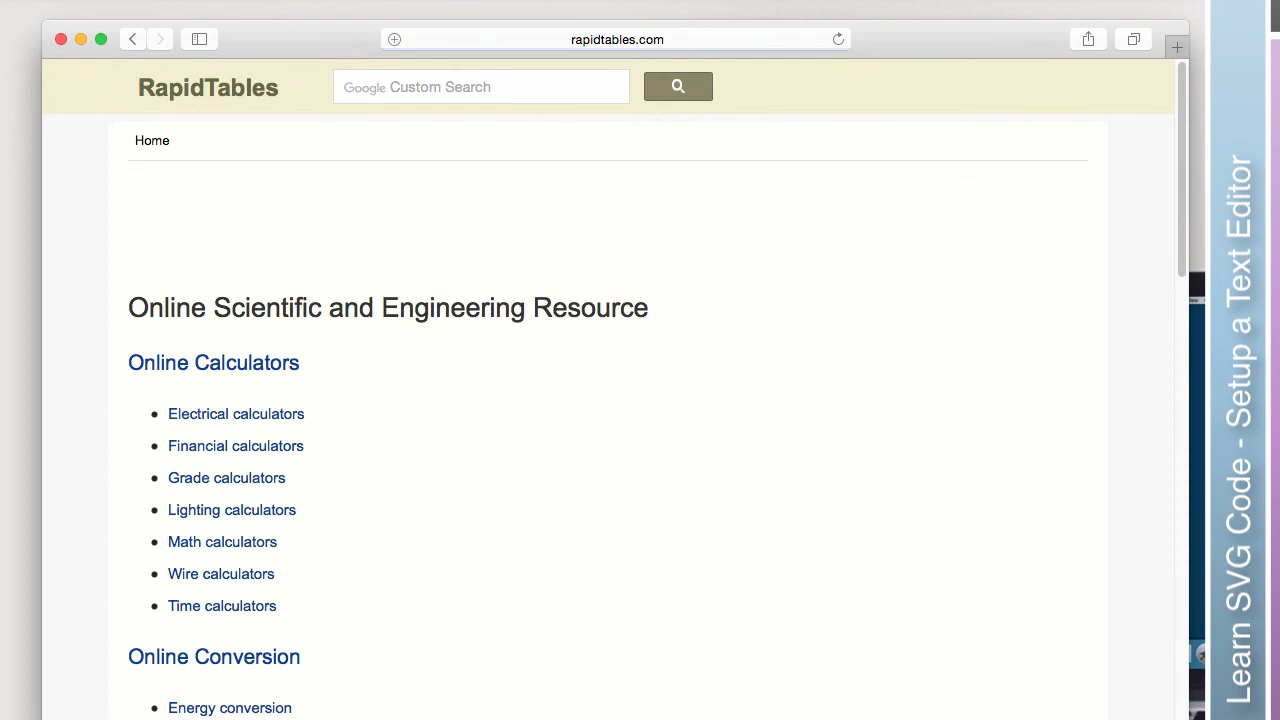 rapidtables.com
RapidTables
Google Custom Search
Home
Online Scientific and Engineering Resource
Online Calculators
Electrical calculators
Financial calculators
Grade calculators
Lighting calculators
Math calculators
Wire calculators
Time calculators
Online Conversion
Energy conversion
Learn SVG Code - Setup a Text Editor